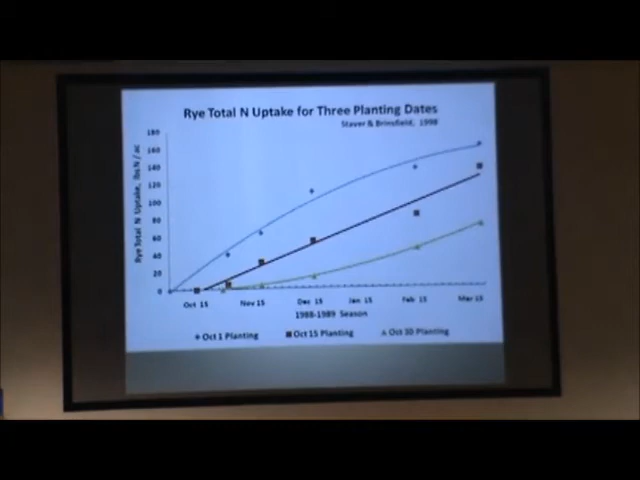 Rye Total N Uptake for Three Planting Dates
Staver & Brinsfield, 1998
Rye Total N Uptake, lbs N / ac
180
160
140
120
100
80
60
40
20
0
Oct 15 Nov 15 Dec 15 Jan 15 Feb 15 Mar 15
1988-1989 Season
Oct 1 Planting Oct 15 Planting Oct 30 Planting